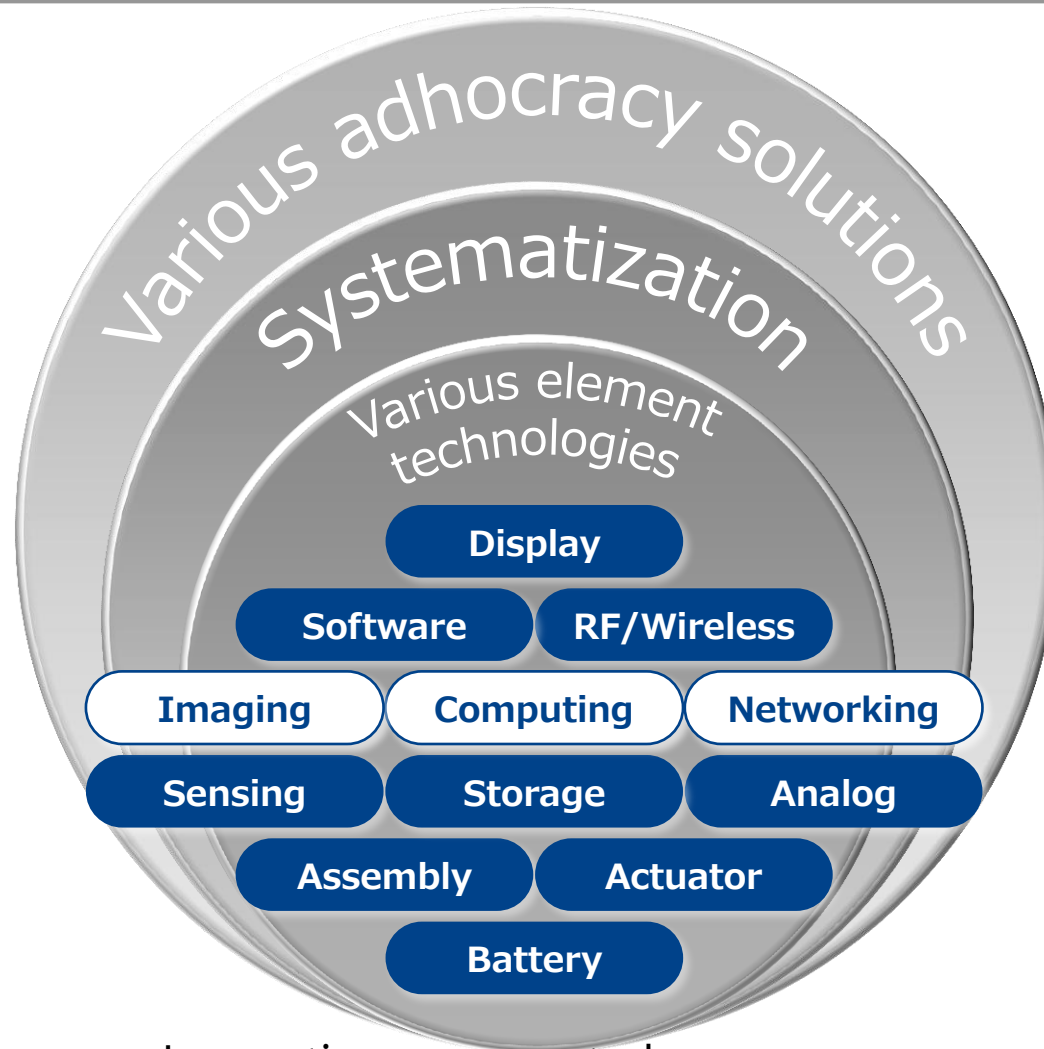 Various adhocracy solutions
Systematization
Various element
technologies
Display
Software RF/Wireless
Imaging Computing Networking
Sensing Storage Analog
Assembly Actuator
Battery